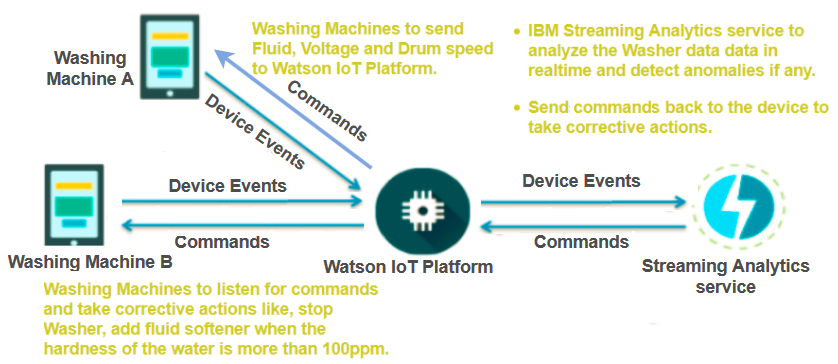 Washing
Machine A
Washing Machines to send
Fluid, Voltage and Drum speed
to Watson IoT Platform.
• IBM Streaming Analytics service to
analyze the Washer data data in
realtime and detect anomalies if any.
• Send commands back to the device to
take corrective actions.
Commands
Device Events
Device Events
Commands
Washing Machine B
Watson IoT Platform
Device Events
Commands
Streaming Analytics
service
Washing Machines to listen for commands
and take corrective actions like, stop
Washer, add fluid softener when the
hardness of the water is more than 100ppm.